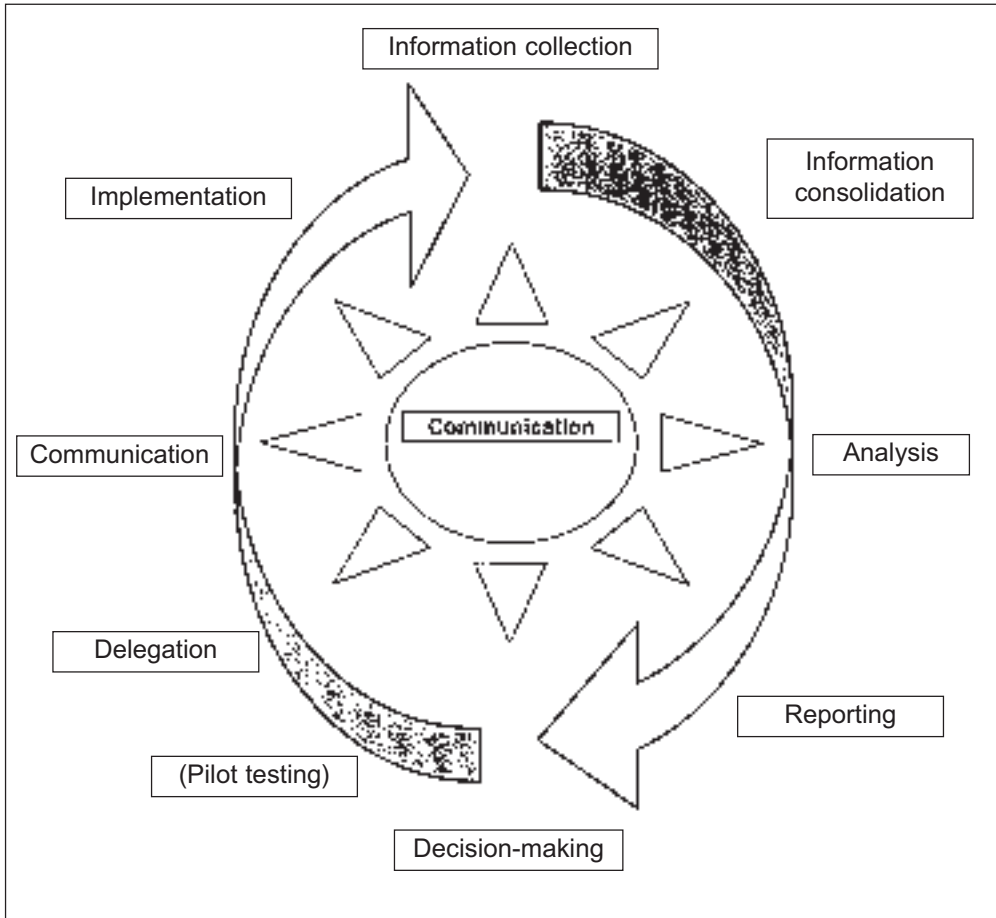 Information collection
Information
consolidation
Implementation
Communication
Communication
Analysis
Delegation
Reporting
(Pilot testing)
Decision-making